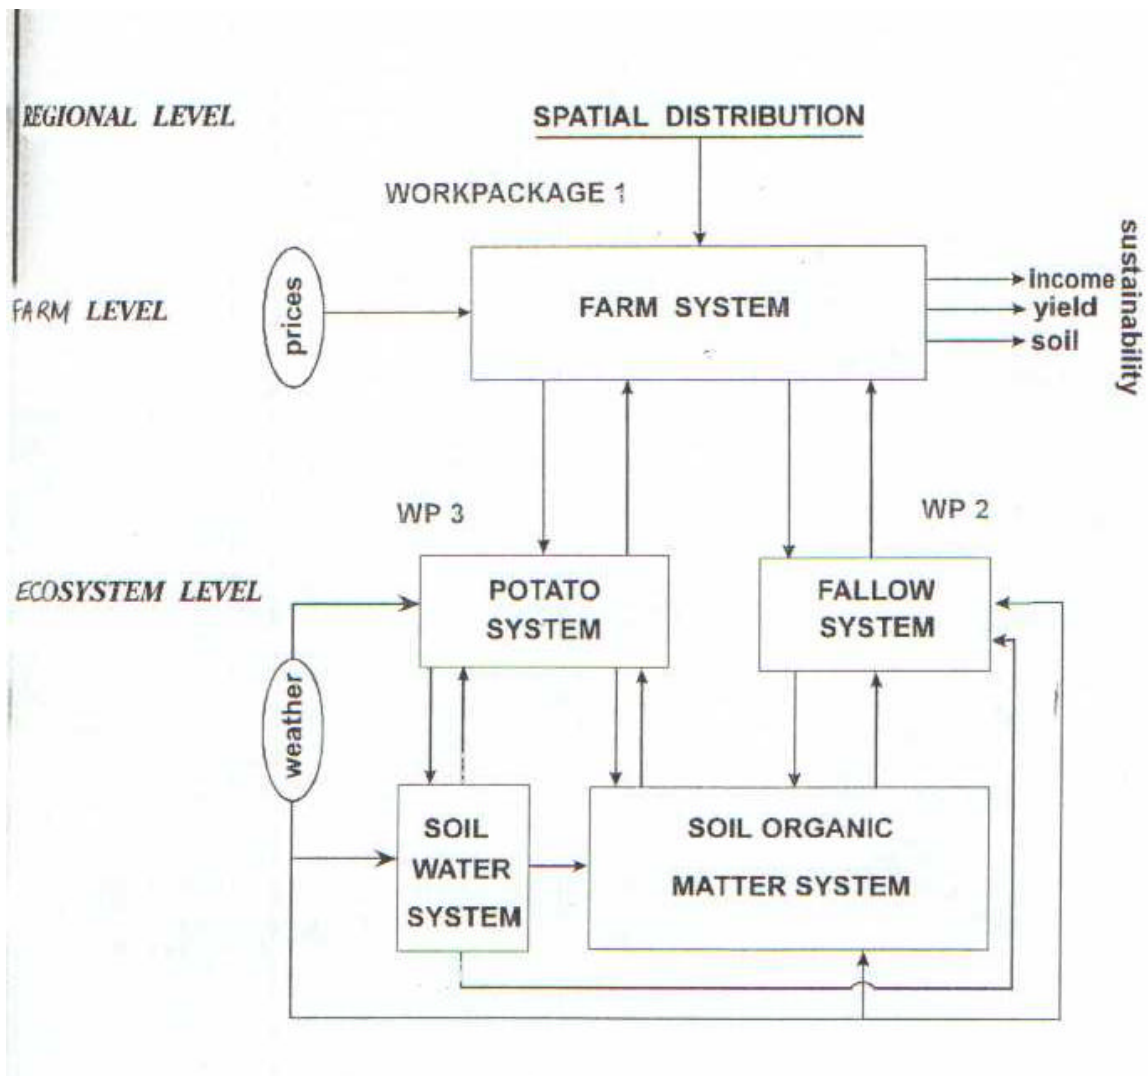 REGIONAL LEVEL
SPATIAL DISTRIBUTION
WORKPACKAGE 1
FARM LEVEL
prices
FARM SYSTEM
income
yield
soil
sustainability
WP 3
WP 2
ECOSYSTEM LEVEL
POTATO
SYSTEM
FALLOW
SYSTEM
weather
SOIL
WATER
SYSTEM
SOIL ORGANIC
MATTER SYSTEM